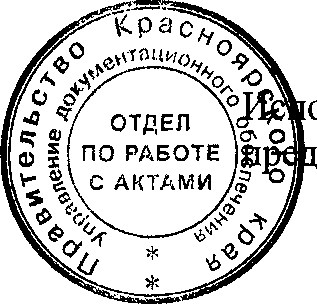 Правительство Красноярского края
управление документационного обеспечения
ОТДЕЛ
ПО РАБОТЕ
С АКТАМИ
* *